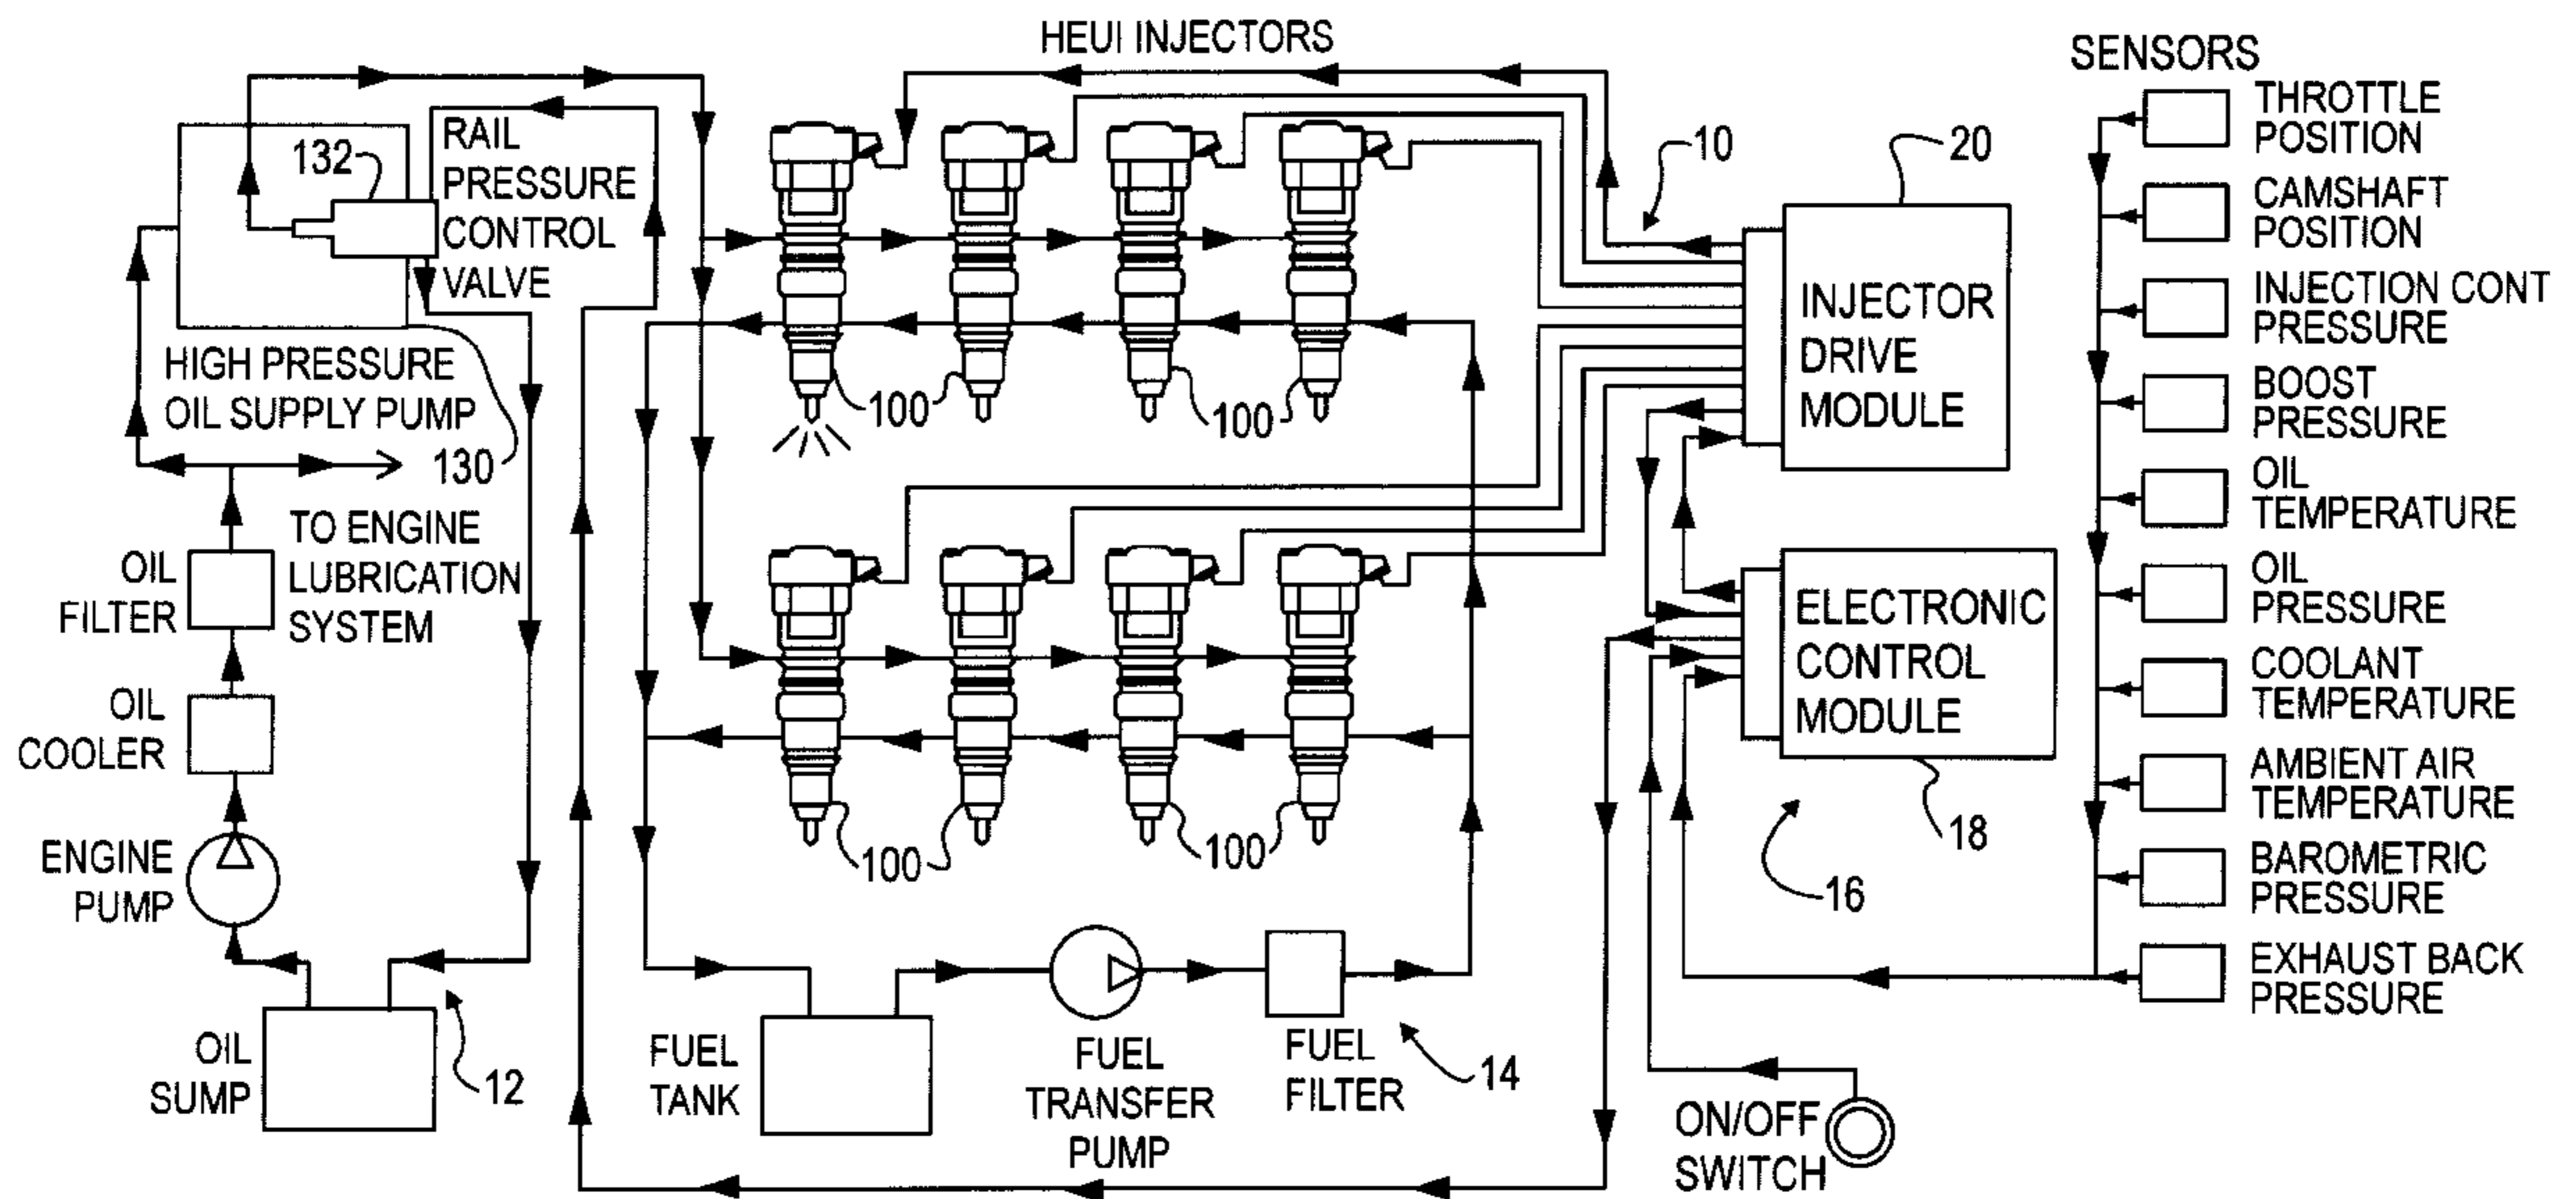 HEUI INJECTORS
SENSORS
THROTTLE
POSITION
CAMSHAFT
POSITION
INJECTION CONT
PRESSURE
BOOST
PRESSURE
OIL
TEMPERATURE
OIL
PRESSURE
COOLANT
TEMPERATURE
AMBIENT AIR
TEMPERATURE
BAROMETRIC
PRESSURE
EXHAUST BACK
PRESSURE
132
RAIL
PRESSURE
CONTROL
VALVE
10
20
INJECTOR
DRIVE
MODULE
HIGH PRESSURE
OIL SUPPLY PUMP
130
100
100
TO ENGINE
LUBRICATION
SYSTEM
OIL
FILTER
OIL
COOLER
ENGINE
PUMP
OIL
SUMP
12
ELECTRONIC
CONTROL
MODULE
18
16
100
100
FUEL
TANK
FUEL
TRANSFER
PUMP
FUEL
FILTER
14
ON/OFF
SWITCH